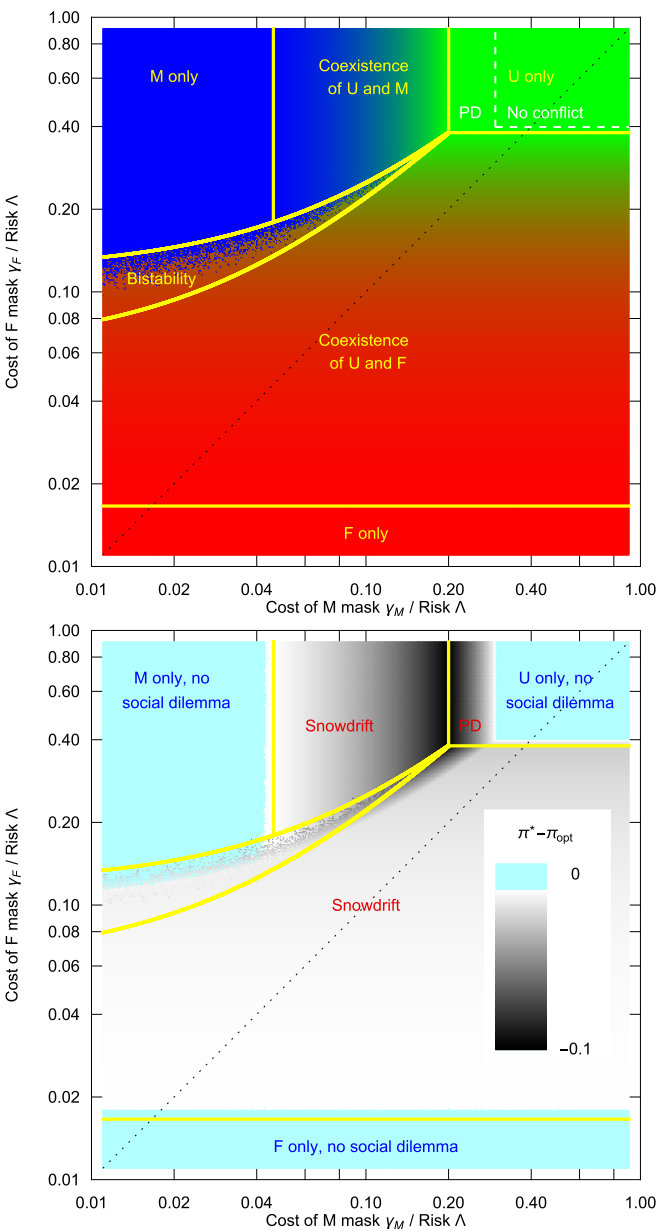 1.00
0.80
0.60
0.40
0.20
0.10
0.08
0.06
0.04
0.02
0.01
Cost of F mask γF / Risk Λ
M only
Coexistence
of U and M
U only
PD
No conflict
Bistability
Coexistence
of U and F
F only
0.01
0.02
0.04
0.10
0.20
0.40
1.00
Cost of M mask γM / Risk Λ
1.00
0.80
0.60
0.40
0.20
0.10
0.08
0.06
0.04
0.02
0.01
Cost of F mask γF / Risk Λ
M only, no
social dilemma
Snowdrift
PD
U only, no
social dilemma
π*−πopt
0
−0.1
Snowdrift
F only, no social dilemma
0.01
0.02
0.04
0.10
0.20
0.40
1.00
Cost of M mask γM / Risk Λ